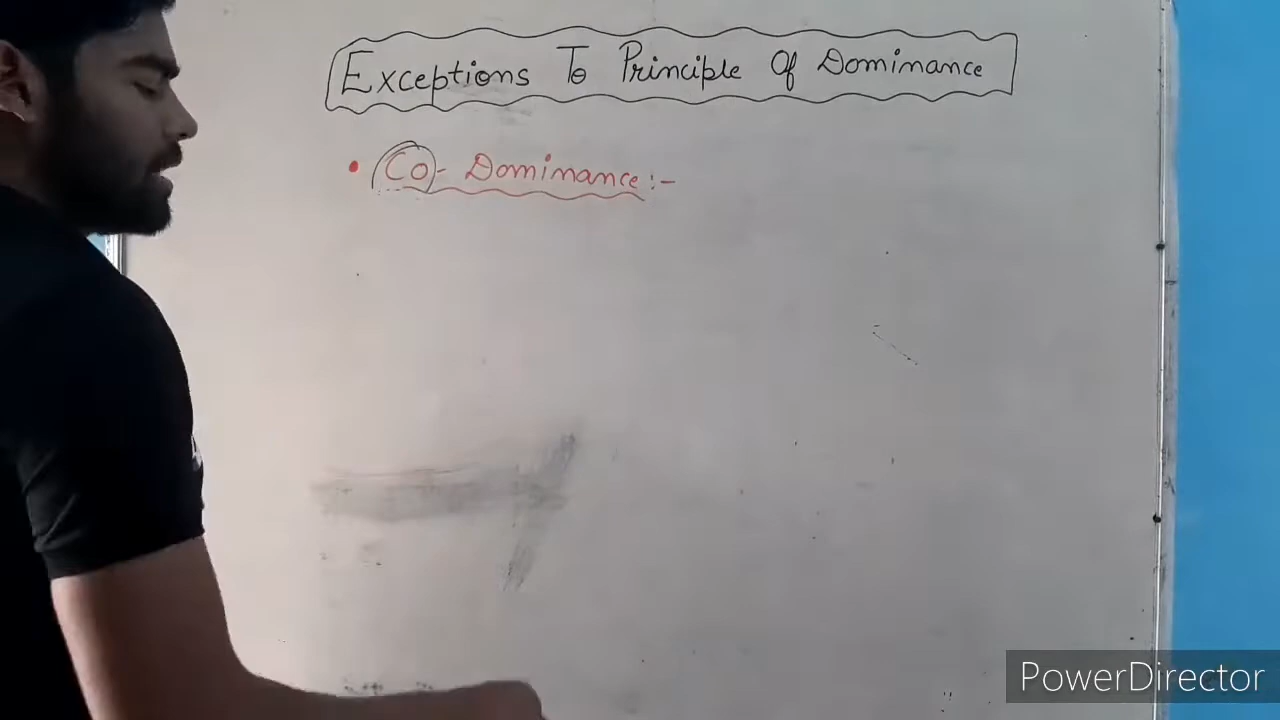 Exceptions To Principle Of Dominance
• Co- Dominance :-
PowerDirector